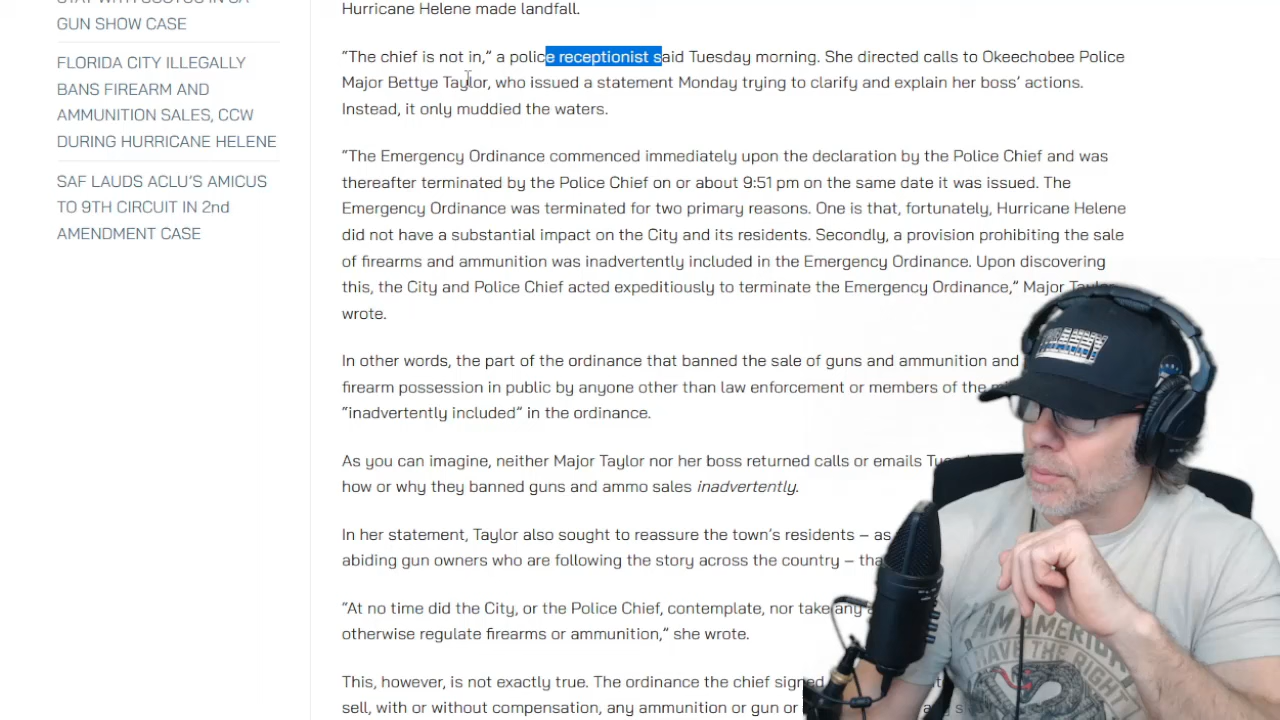 GUN SHOW CASE
FLORIDA CITY ILLEGALLY
BANS FIREARM AND
AMMUNITION SALES, CCW
DURING HURRICANE HELENE
SAF LAUDS ACLU'S AMICUS
TO 9TH CIRCUIT IN 2nd
AMENDMENT CASE
Hurricane Helene made landfall.
“The chief is not in,” a police receptionist said Tuesday morning. She directed calls to Okeechobee Police
Major Bettye Taylor, who issued a statement Monday trying to clarify and explain her boss’ actions.
Instead, it only muddied the waters.
“The Emergency Ordinance commenced immediately upon the declaration by the Police Chief and was
thereafter terminated by the Police Chief on or about 9:51 pm on the same date it was issued. The
Emergency Ordinance was terminated for two primary reasons. One is that, fortunately, Hurricane Helene
did not have a substantial impact on the City and its residents. Secondly, a provision prohibiting the sale
of firearms and ammunition was inadvertently included in the Emergency Ordinance. Upon discovering
this, the City and Police Chief acted expeditiously to terminate the Emergency Ordinance,” Major Taylor
wrote.
In other words, the part of the ordinance that banned the sale of guns and ammunition and
firearm possession in public by anyone other than law enforcement or members of the
“inadvertently included” in the ordinance.
As you can imagine, neither Major Taylor nor her boss returned calls or emails
how or why they banned guns and ammo sales inadvertently.
In her statement, Taylor also sought to reassure the town’s residents – as
abiding gun owners who are following the story across the country –
“At no time did the City, or the Police Chief, contemplate, nor take any
otherwise regulate firearms or ammunition,” she wrote.
This, however, is not exactly true. The ordinance the chief signed
sell, with or without compensation, any ammunition or gun or
I AM AMERICAN
I HAVE THE RIGHT